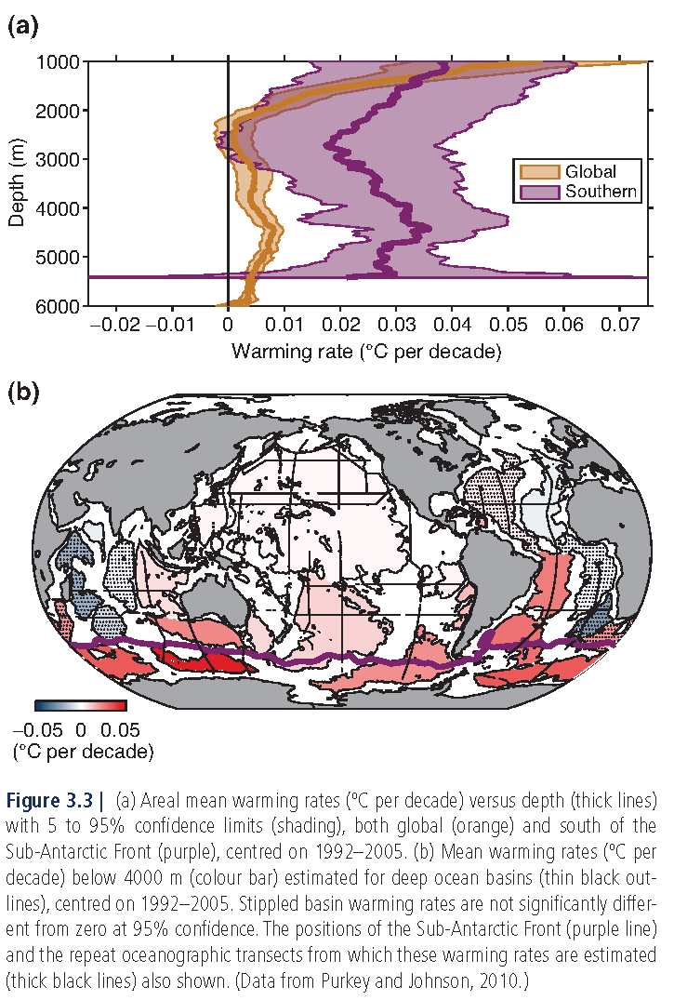 (a)
1000
2000
3000
4000
5000
6000
Depth (m)
Global
Southern
−0.02 −0.01 0 0.01 0.02 0.03 0.04 0.05 0.06 0.07
Warming rate (°C per decade)
(b)
−0.05 0 0.05
(°C per decade)
Figure 3.3 | (a) Areal mean warming rates (ºC per decade) versus depth (thick lines)
with 5 to 95% confidence limits (shading), both global (orange) and south of the
Sub-Antarctic Front (purple), centred on 1992–2005. (b) Mean warming rates (ºC per
decade) below 4000 m (colour bar) estimated for deep ocean basins (thin black out-
lines), centred on 1992–2005. Stippled basin warming rates are not significantly differ-
ent from zero at 95% confidence. The positions of the Sub-Antarctic Front (purple line)
and the repeat oceanographic transects from which these warming rates are estimated
(thick black lines) also shown. (Data from Purkey and Johnson, 2010.)